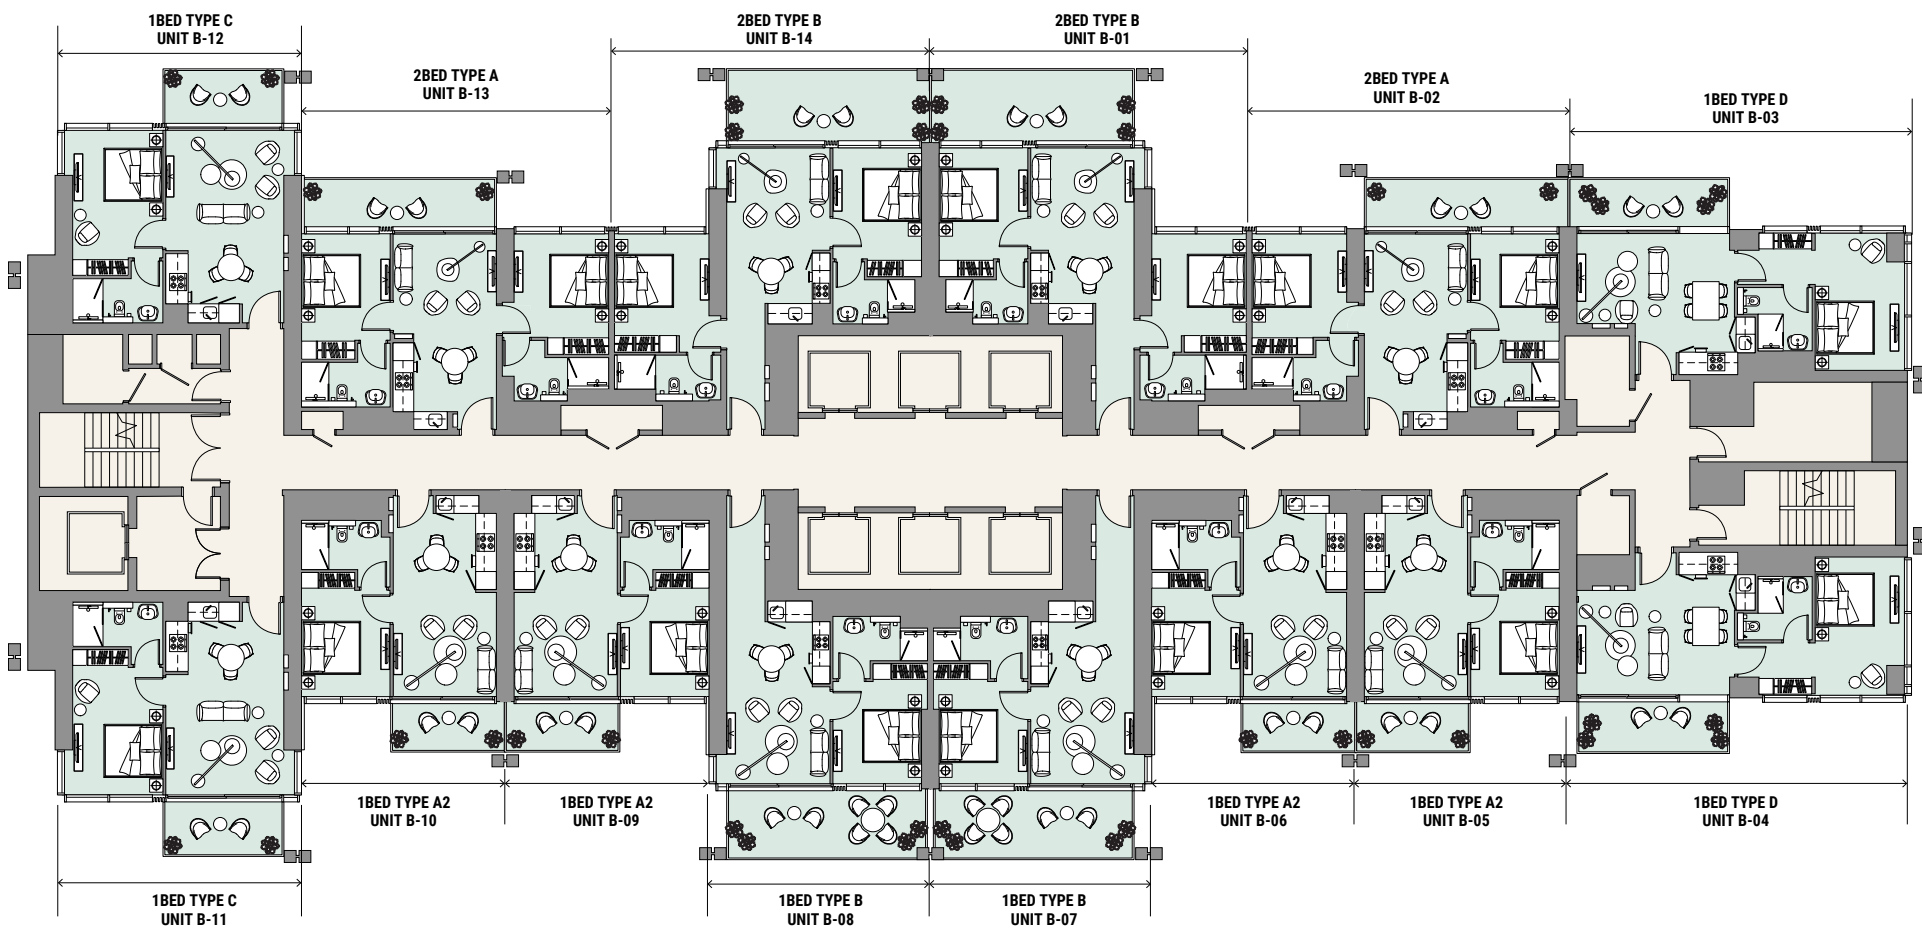 1BED TYPE C
UNIT B-12
2BED TYPE A
UNIT B-13
2BED TYPE B
UNIT B-14
2BED TYPE B
UNIT B-01
2BED TYPE A
UNIT B-02
1BED TYPE D
UNIT B-03
1BED TYPE C
UNIT B-11
1BED TYPE A2
UNIT B-10
1BED TYPE A2
UNIT B-09
1BED TYPE B
UNIT B-08
1BED TYPE B
UNIT B-07
1BED TYPE A2
UNIT B-06
1BED TYPE A2
UNIT B-05
1BED TYPE D
UNIT B-04